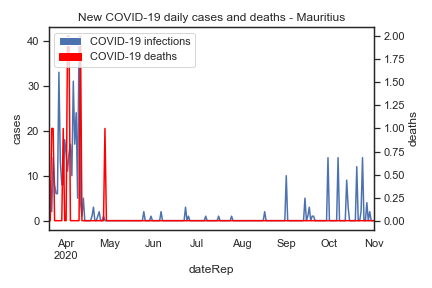 New COVID-19 daily cases and deaths - Mauritius
COVID-19 infections
COVID-19 deaths
cases
40
30
20
10
0
deaths
2.00
1.75
1.50
1.25
1.00
0.75
0.50
0.25
0.00
Apr May Jun Jul Aug Sep Oct Nov
2020
dateRep